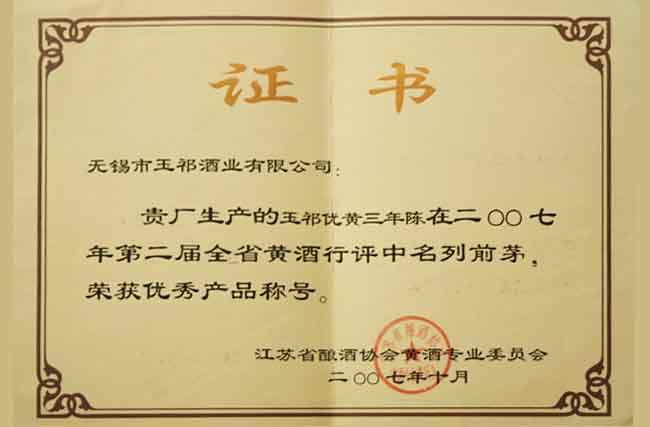 证书
无锡市玉祁酒业有限公司：
贵厂生产的玉祁优黄三年陈在二〇〇七
年第二届全省黄酒行评中名列前茅，
荣获优秀产品称号。
江苏省酿酒协会黄酒专业委员会
二〇〇七年十月